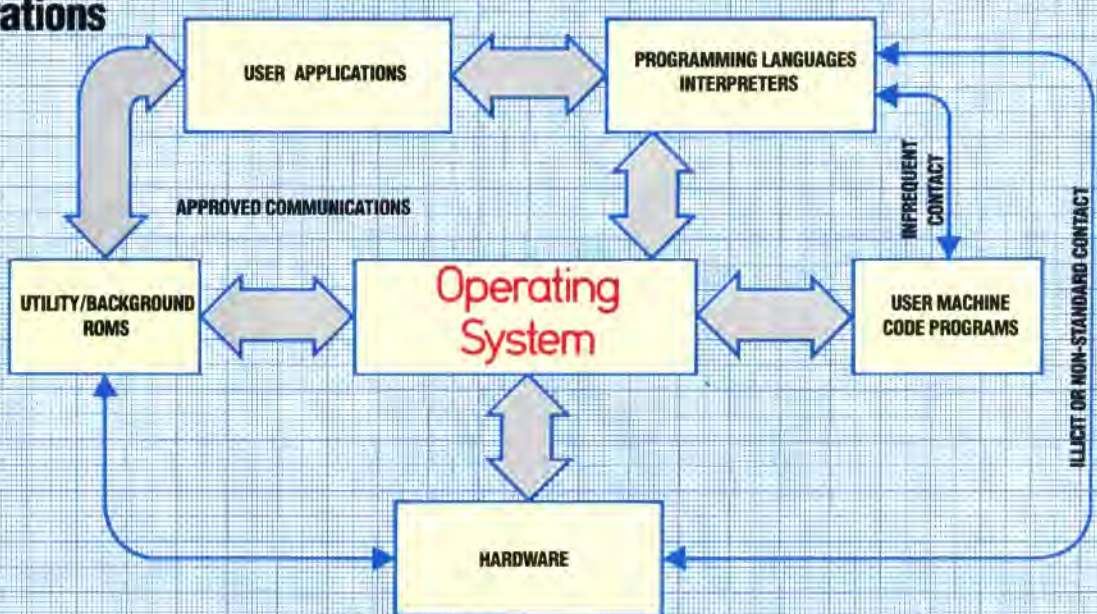 USER APPLICATIONS
PROGRAMMING LANGUAGES
INTERPRETERS
APPROVED COMMUNICATIONS
INFREQUENT
CONTACT
UTILITY/BACKGROUND
ROMS
Operating
System
USER MACHINE
CODE PROGRAMS
ILLICIT OR NON-STANDARD CONTACT
HARDWARE